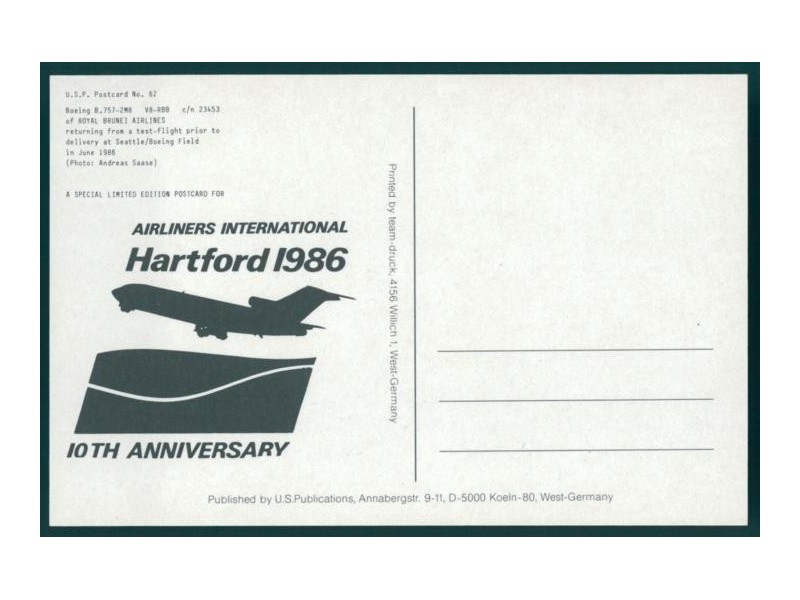 U.S.P. Postcard No. 82
Boeing B.757-2M6 V8-RBB c/n 23453
of ROYAL BRUNEI AIRLINES
returning from a test-flight prior to
delivery at Seattle/Boeing Field
in June 1986
(Photo: Andreas Saase)
A SPECIAL LIMITED EDITION POSTCARD FOR
AIRLINERS INTERNATIONAL
Hartford 1986
10TH ANNIVERSARY
Printed by team-druck, 4156 Willich 1, West-Germany
Published by U.S.Publications, Annabergstr. 9-11, D-5000 Koeln-80, West-Germany